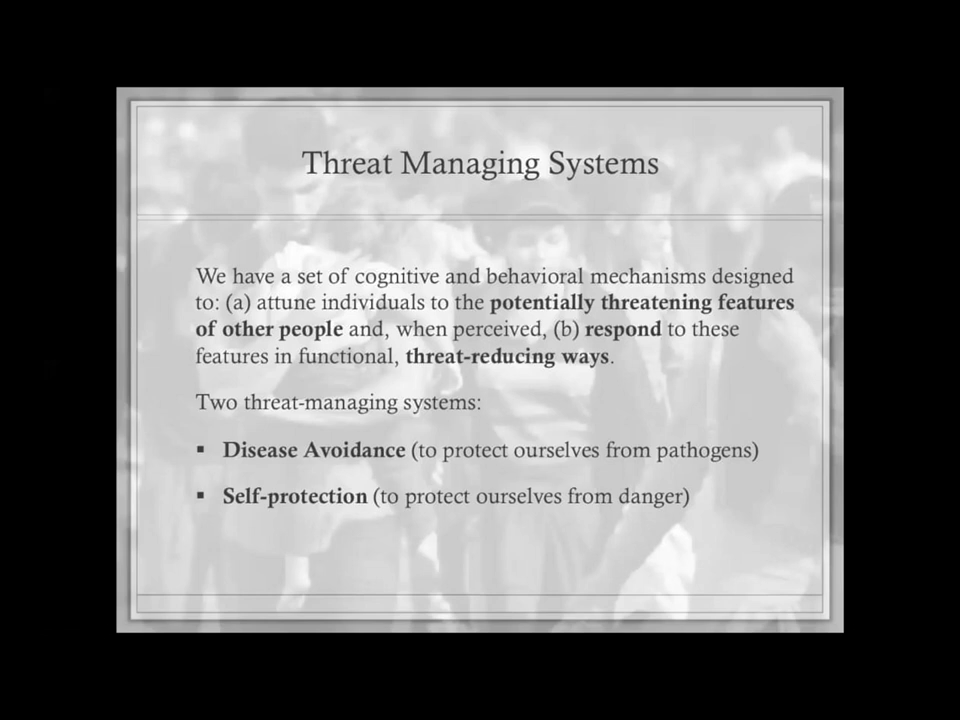 Threat Managing Systems
We have a set of cognitive and behavioral mechanisms designed
to: (a) attune individuals to the potentially threatening features
of other people and, when perceived, (b) respond to these
features in functional, threat-reducing ways.
Two threat-managing systems:
▪ Disease Avoidance (to protect ourselves from pathogens)
▪ Self-protection (to protect ourselves from danger)